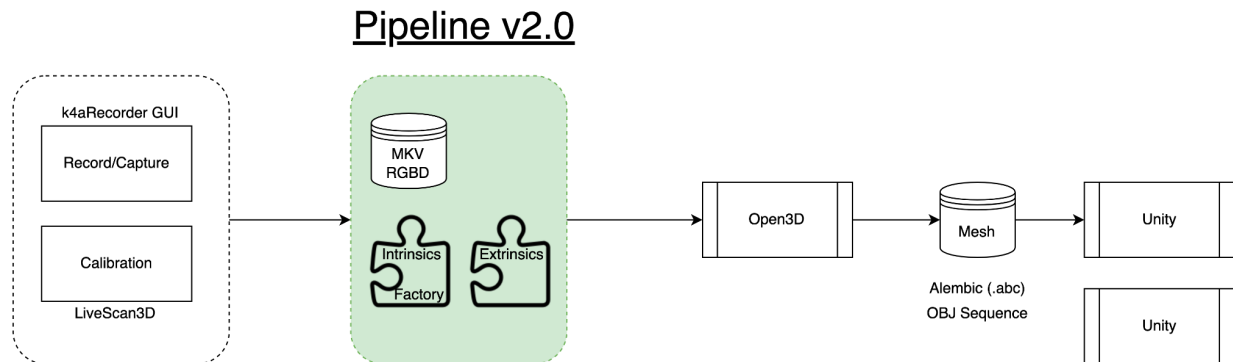 Pipeline v2.0
k4aRecorder GUI
Record/Capture
Calibration
LiveScan3D
MKV
RGBD
Intrinsics
Factory
Extrinsics
Open3D
Mesh
Alembic (.abc)
OBJ Sequence
Unity
Unity